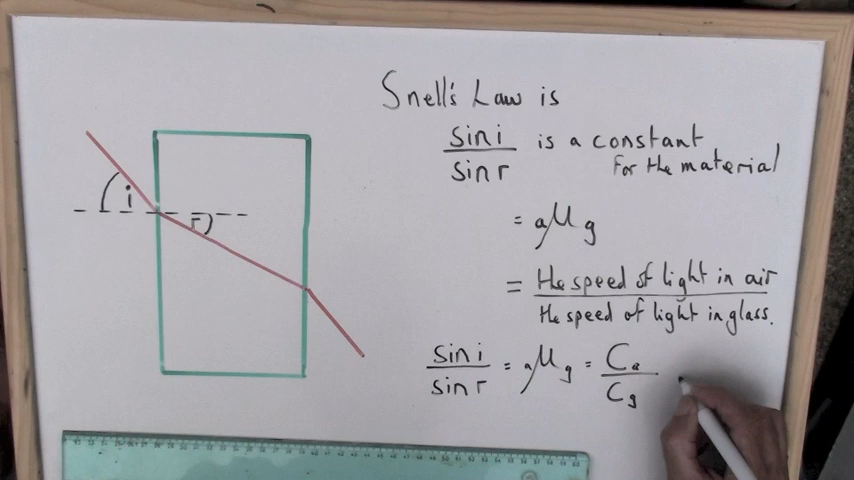 Snell's Law is
sin i / sin r is a constant for the material
= aμg
= the speed of light in air / the speed of light in glass.
sin i / sin r = aμg = Ca / Cg
i
r